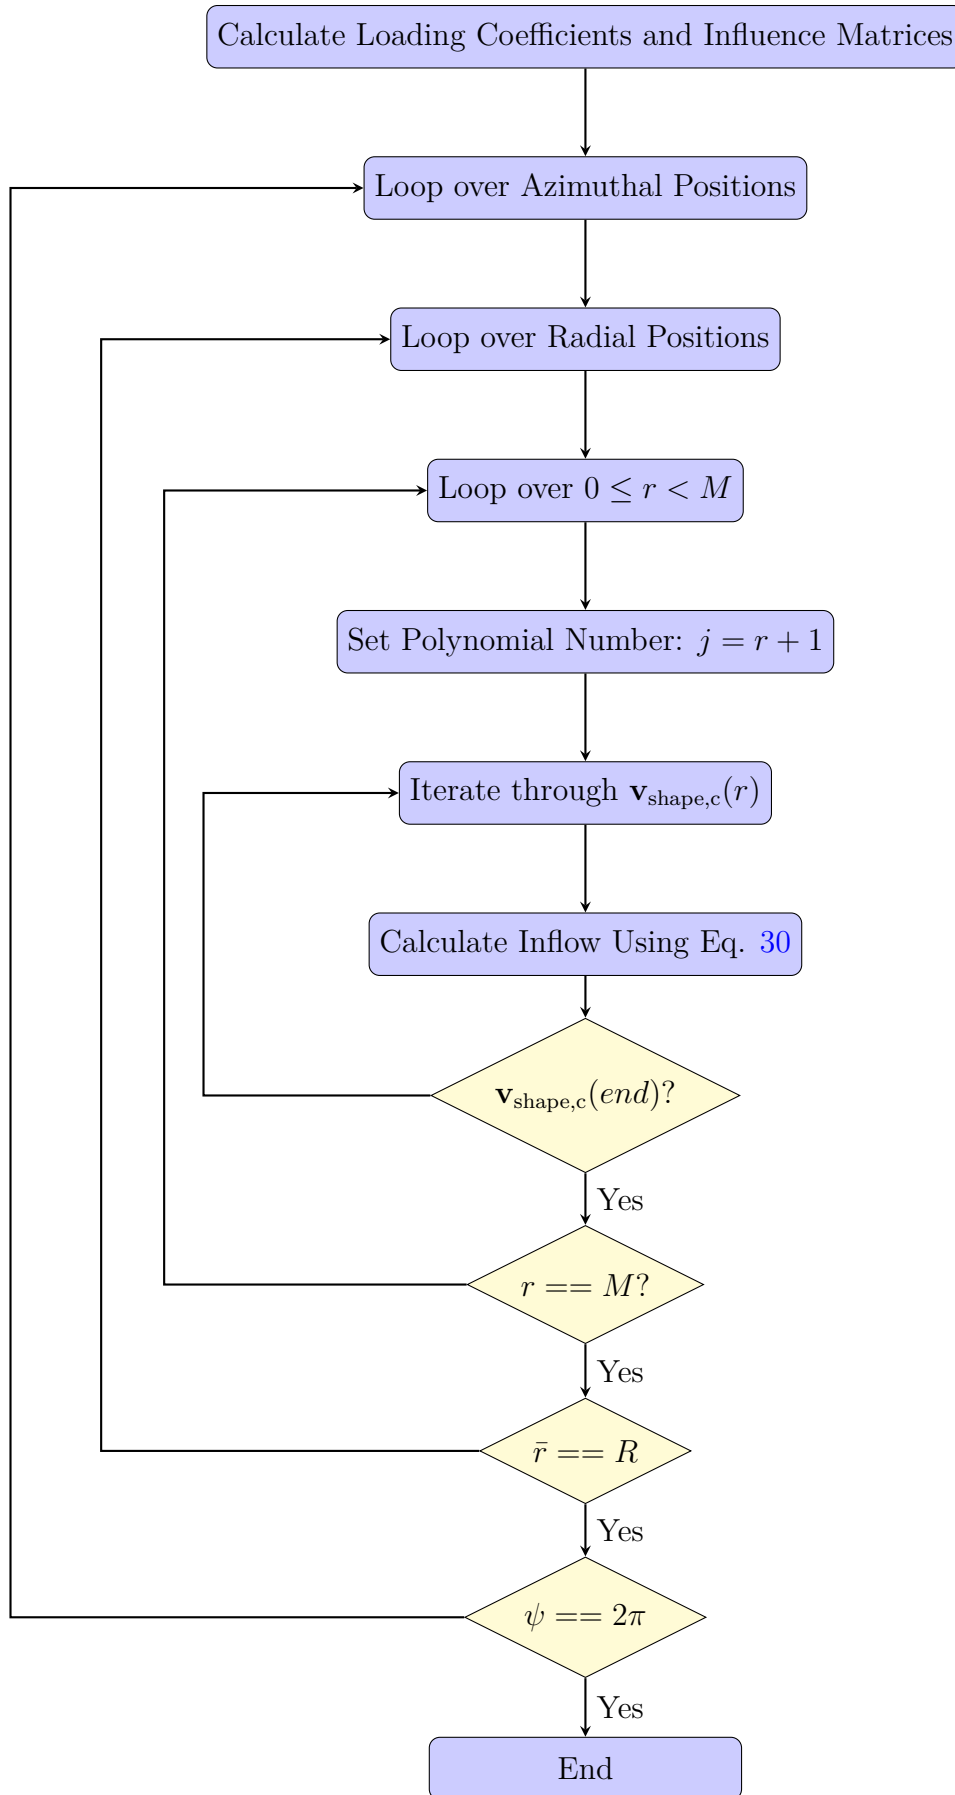 Calculate Loading Coefficients and Influence Matrices
Loop over Azimuthal Positions
Loop over Radial Positions
Loop over 0 ≤ r < M
Set Polynomial Number: j = r + 1
Iterate through v_shape,c(r)
Calculate Inflow Using Eq. 30
v_shape,c(end)?
Yes
r == M?
Yes
r̄ == R
Yes
ψ == 2π
Yes
End